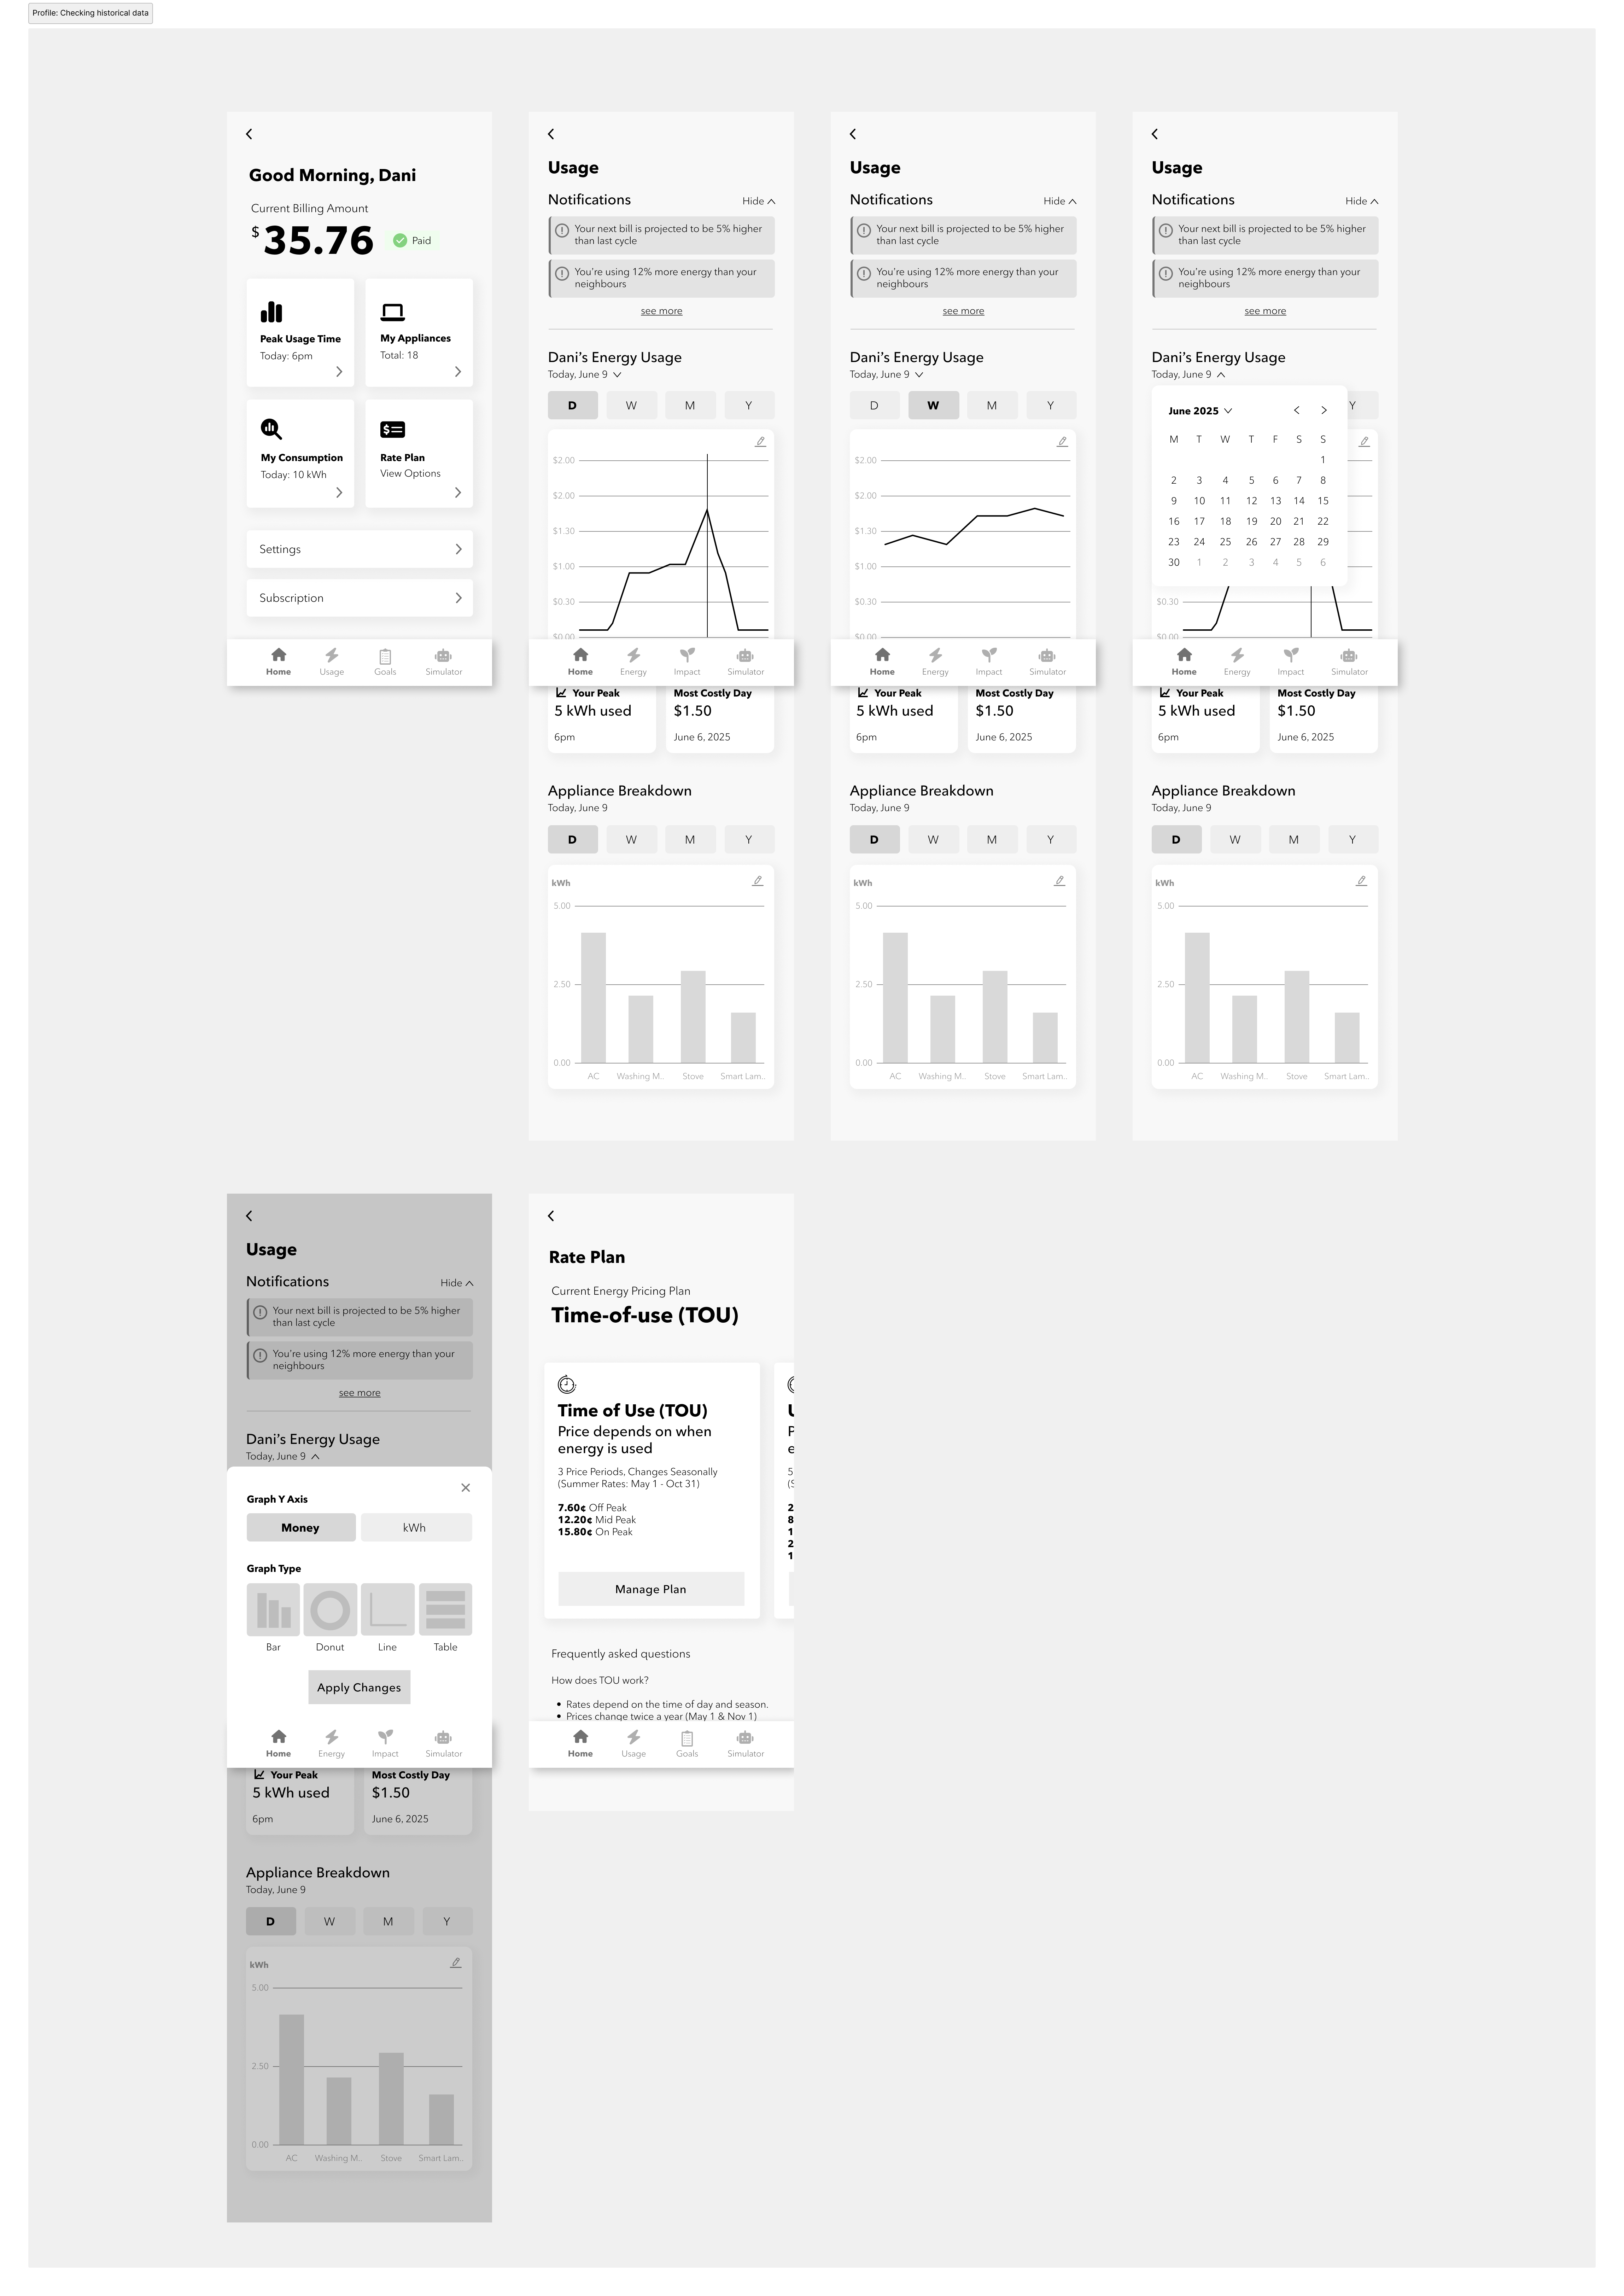 Profile: Checking historical data
Good Morning, Dani
Current Billing Amount
$ 35.76 Paid
Peak Usage Time
Today: 6pm
My Appliances
Total: 18
My Consumption
Today: 10 kWh
Rate Plan
View Options
Settings
Subscription
Home Usage Goals Simulator
Usage
Notifications Hide
Your next bill is projected to be 5% higher
than last cycle
You're using 12% more energy than your
neighbours
see more
Dani’s Energy Usage
Today, June 9
D W M Y
$2.00
$2.00
$1.30
$1.00
$0.30
$0.00
Home Energy Impact Simulator
Your Peak
5 kWh used
6pm
Most Costly Day
$1.50
June 6, 2025
Appliance Breakdown
Today, June 9
D W M Y
kWh
5.00
2.50
0.00
AC Washing M.. Stove Smart Lam..
Usage
Notifications Hide
Your next bill is projected to be 5% higher
than last cycle
You're using 12% more energy than your
neighbours
see more
Dani’s Energy Usage
Today, June 9
D W M Y
$2.00
$2.00
$1.30
$1.00
$0.30
$0.00
Home Energy Impact Simulator
Your Peak
5 kWh used
6pm
Most Costly Day
$1.50
June 6, 2025
Appliance Breakdown
Today, June 9
D W M Y
kWh
5.00
2.50
0.00
AC Washing M.. Stove Smart Lam..
Usage
Notifications Hide
Your next bill is projected to be 5% higher
than last cycle
You're using 12% more energy than your
neighbours
see more
Dani’s Energy Usage
Today, June 9
Y
June 2025
M T W T F S S
1
2 3 4 5 6 7 8
9 10 11 12 13 14 15
16 17 18 19 20 21 22
23 24 25 26 27 28 29
30 1 2 3 4 5 6
$0.30
$0.00
Home Energy Impact Simulator
Your Peak
5 kWh used
6pm
Most Costly Day
$1.50
June 6, 2025
Appliance Breakdown
Today, June 9
D W M Y
kWh
5.00
2.50
0.00
AC Washing M.. Stove Smart Lam..
Usage
Notifications Hide
Your next bill is projected to be 5% higher
than last cycle
You're using 12% more energy than your
neighbours
see more
Dani’s Energy Usage
Today, June 9
Graph Y Axis
Money kWh
Graph Type
Bar Donut Line Table
Apply Changes
Home Energy Impact Simulator
Your Peak
5 kWh used
6pm
Most Costly Day
$1.50
June 6, 2025
Appliance Breakdown
Today, June 9
D W M Y
kWh
5.00
2.50
0.00
AC Washing M.. Stove Smart Lam..
Rate Plan
Current Energy Pricing Plan
Time-of-use (TOU)
Time of Use (TOU)
Price depends on when
energy is used
3 Price Periods, Changes Seasonally
(Summer Rates: May 1 - Oct 31)
7.60¢ Off Peak
12.20¢ Mid Peak
15.80¢ On Peak
Manage Plan
Frequently asked questions
How does TOU work?
• Rates depend on the time of day and season.
• Prices change twice a year (May 1 & Nov 1)
Home Usage Goals Simulator